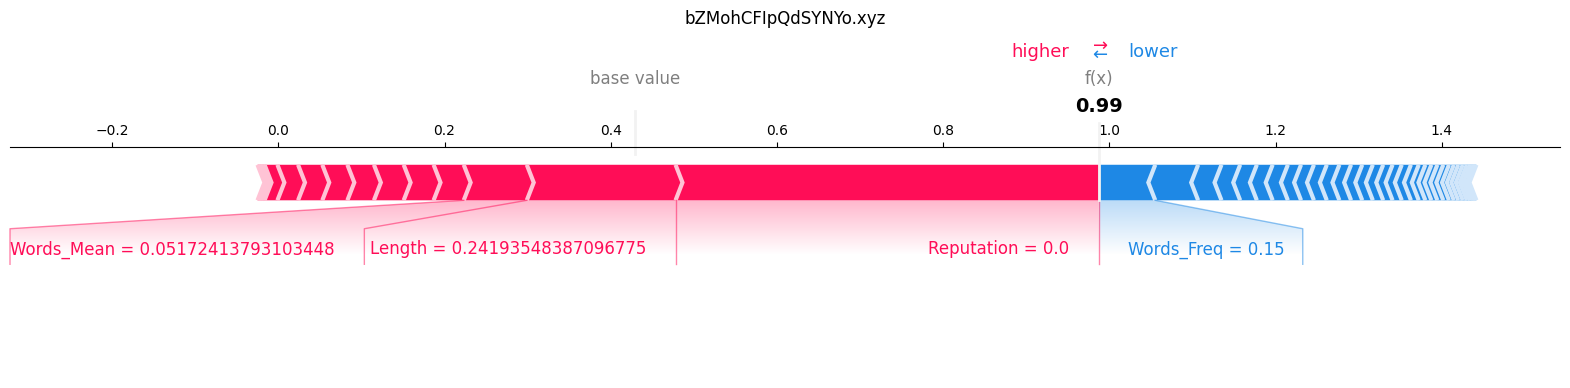 bZMohCFIpQdSYNYo.xyz
higher → ← lower
base value f(x)
0.99
−0.2 0.0 0.2 0.4 0.6 0.8 1.0 1.2 1.4
Words_Mean = 0.05172413793103448 Length = 0.24193548387096775 Reputation = 0.0 Words_Freq = 0.15